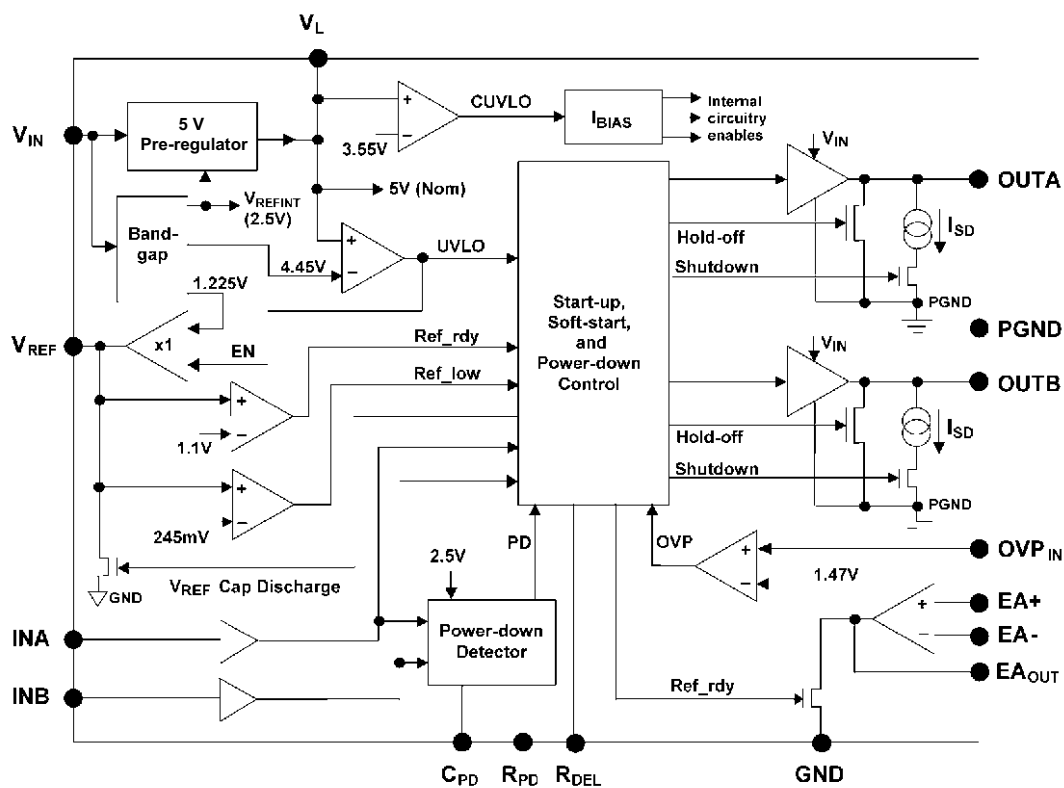 VL
CUVLO
IBIAS
Internal
circuitry
enables
VIN
5 V
Pre-regulator
+
−
3.55V
VIN
5V (Nom)
OUTA
VREFINT
(2.5V)
Band-
gap
+
−
UVLO
4.45V
Hold-off
ISD
Shutdown
1.225V
Start-up,
Soft-start,
and
Power-down
Control
PGND
PGND
VREF
x1
EN
Ref_rdy
VIN
Ref_low
OUTB
+
−
1.1V
Hold-off
ISD
Shutdown
+
−
245mV
PGND
PD
OVP
+
−
OVPIN
2.5V
1.47V
VREF Cap Discharge
GND
EA+
+
INA
Power-down
Detector
−
EA-
EAOUT
INB
Ref_rdy
CPD
RPD
RDEL
GND